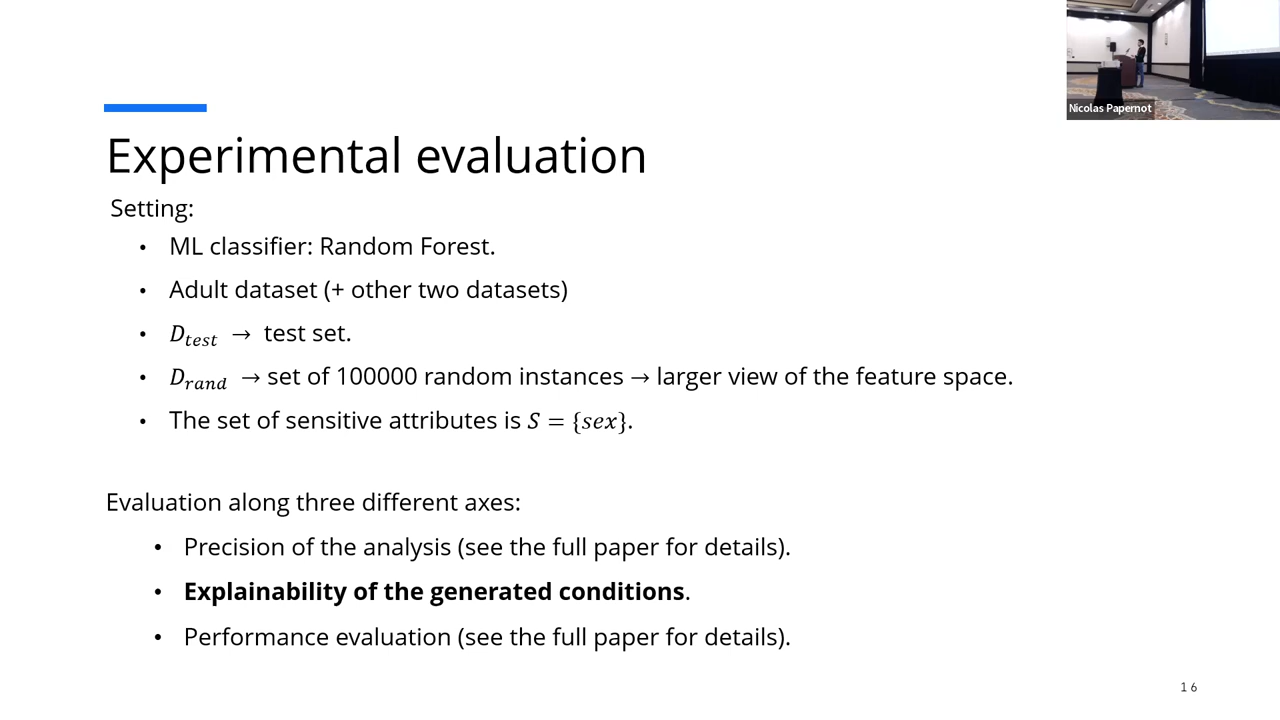 Nicolas Papernot
Experimental evaluation
Setting:
• ML classifier: Random Forest.
• Adult dataset (+ other two datasets)
• D_test → test set.
• D_rand → set of 100000 random instances → larger view of the feature space.
• The set of sensitive attributes is S = {sex}.
Evaluation along three different axes:
• Precision of the analysis (see the full paper for details).
• Explainability of the generated conditions.
• Performance evaluation (see the full paper for details).
16